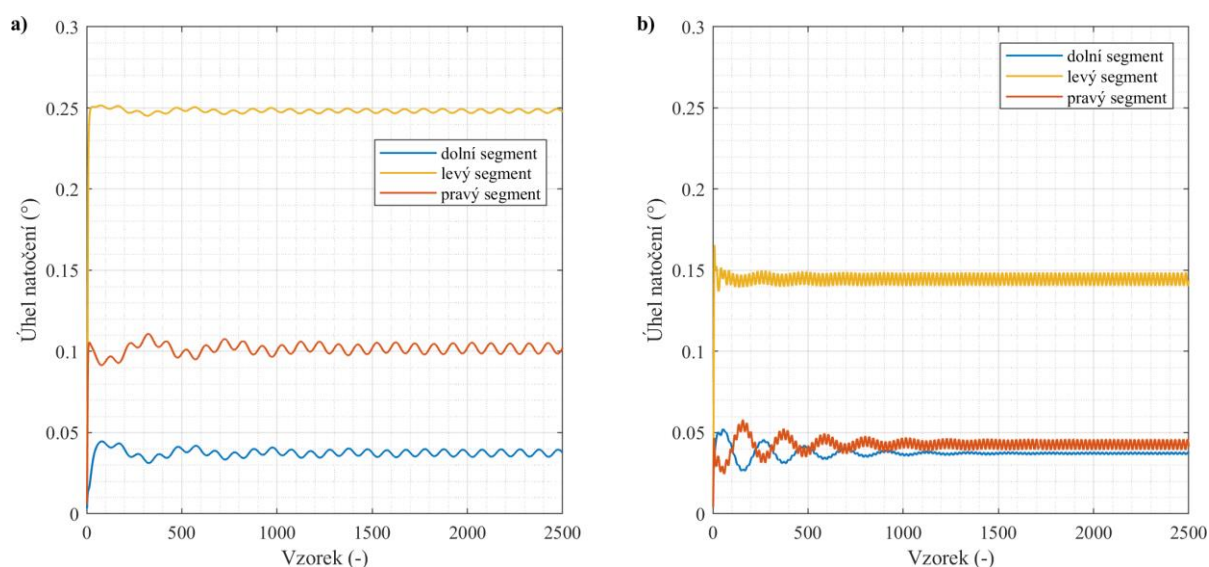 a)
0.3
0.25
0.2
0.15
0.1
0.05
0
Úhel natočení (°)
dolní segment
levý segment
pravý segment
0 500 1000 1500 2000 2500
Vzorek (-)
b)
0.3
0.25
0.2
0.15
0.1
0.05
0
Úhel natočení (°)
dolní segment
levý segment
pravý segment
0 500 1000 1500 2000 2500
Vzorek (-)